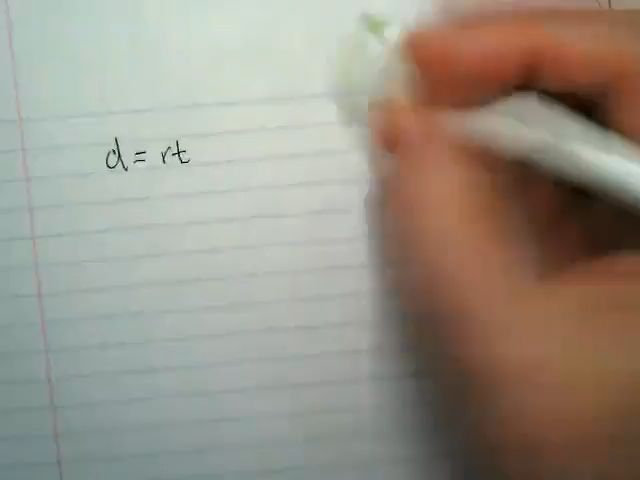 d = rt